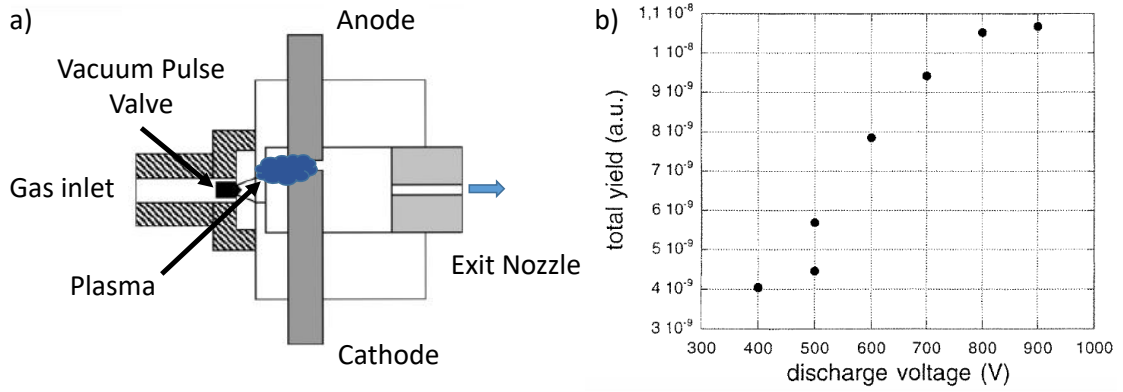 a)
Anode
Vacuum Pulse
Valve
Gas inlet
Plasma
Exit Nozzle
Cathode
b)
total yield (a.u.)
1,1 10⁻⁸
1 10⁻⁸
9 10⁻⁹
8 10⁻⁹
7 10⁻⁹
6 10⁻⁹
5 10⁻⁹
4 10⁻⁹
3 10⁻⁹
300 400 500 600 700 800 900 1000
discharge voltage (V)